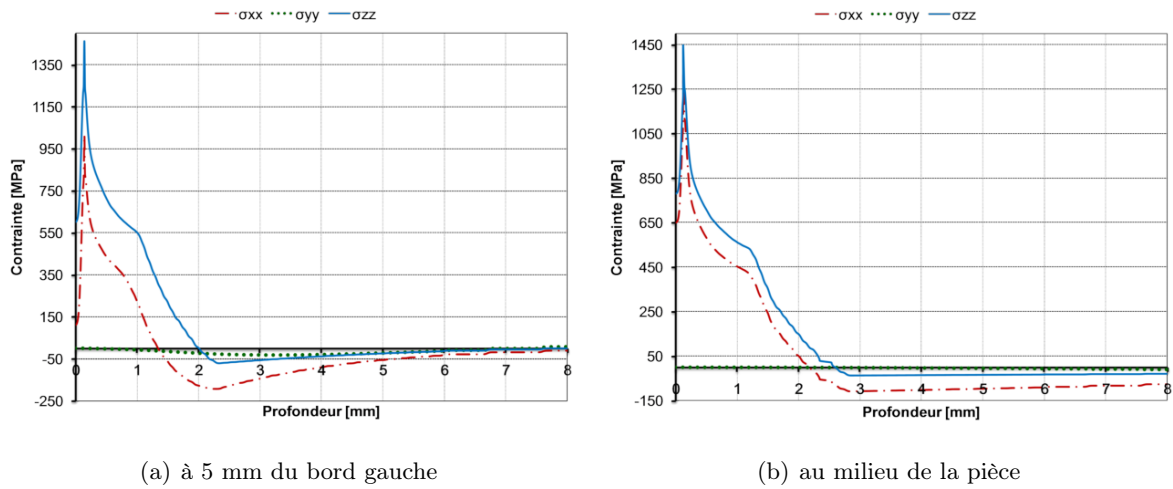 σxx σyy σzz
1350
1150
950
750
550
350
150
-50
-250
0 1 2 3 4 5 6 7 8
Contrainte [MPa]
Profondeur [mm]
(a) à 5 mm du bord gauche
σxx σyy σzz
1450
1250
1050
850
650
450
250
50
-150
0 1 2 3 4 5 6 7 8
Contrainte [MPa]
Profondeur [mm]
(b) au milieu de la pièce